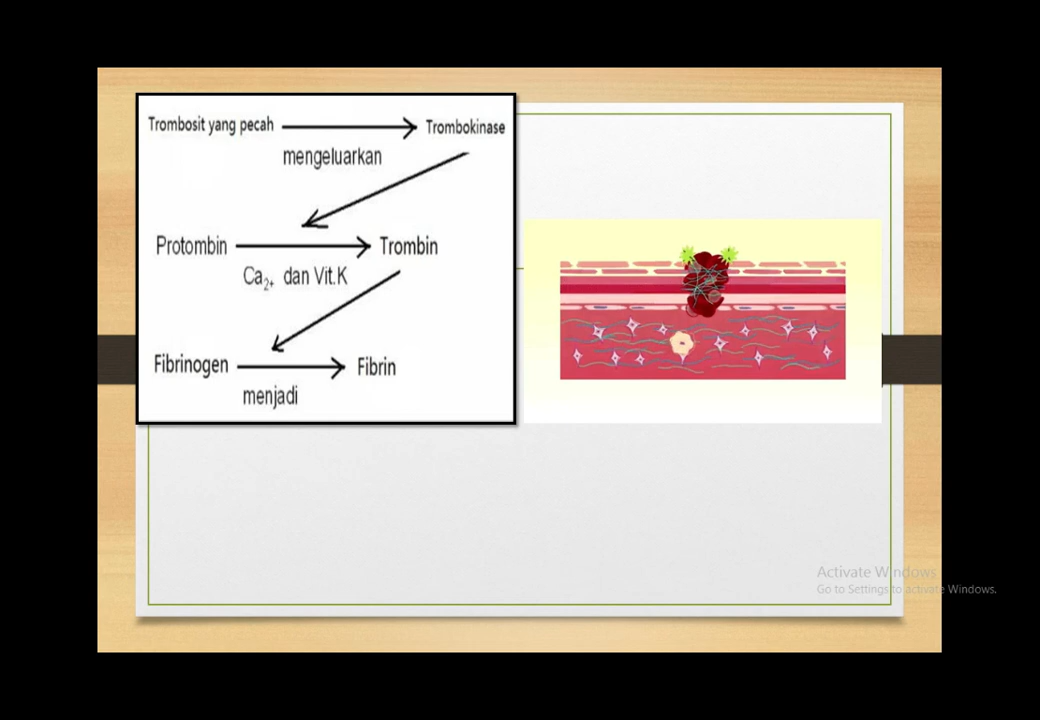 Trombosit yang pecah
Trombokinase
mengeluarkan
Protombin
Trombin
Ca2+ dan Vit.K
Fibrinogen
Fibrin
menjadi
Activate Windows
Go to Settings to activate Windows.